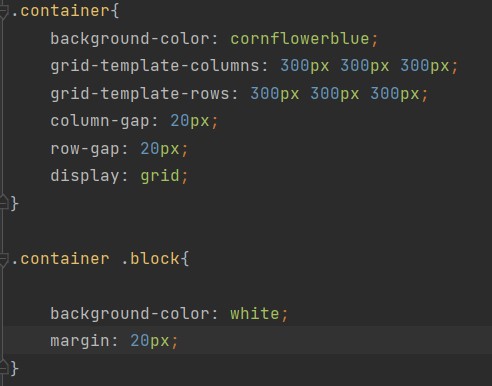 .container{
    background-color: cornflowerblue;
    grid-template-columns: 300px 300px 300px;
    grid-template-rows: 300px 300px 300px;
    column-gap: 20px;
    row-gap: 20px;
    display: grid;
}
.container .block{
    background-color: white;
    margin: 20px;
}